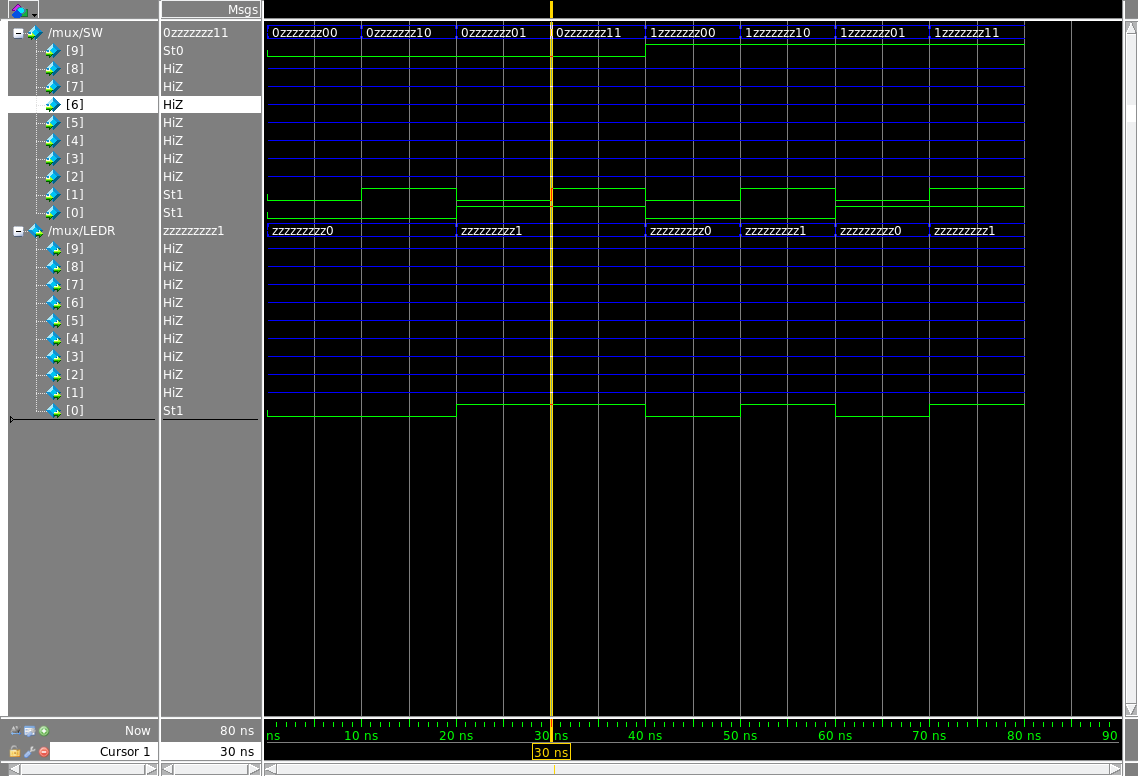 Msgs
/mux/SW 0zzzzzzz11 0zzzzzzz00 0zzzzzzz10 0zzzzzzz01 0zzzzzzz11 1zzzzzzz00 1zzzzzzz10 1zzzzzzz01 1zzzzzzz11
[9] St0
[8] HiZ
[7] HiZ
[6] HiZ
[5] HiZ
[4] HiZ
[3] HiZ
[2] HiZ
[1] St1
[0] St1
/mux/LEDR zzzzzzzzz1 zzzzzzzzz0 zzzzzzzzz1 zzzzzzzzz0 zzzzzzzzz1 zzzzzzzzz0 zzzzzzzzz1
[9] HiZ
[8] HiZ
[7] HiZ
[6] HiZ
[5] HiZ
[4] HiZ
[3] HiZ
[2] HiZ
[1] HiZ
[0] St1
Now 80 ns ns 10 ns 20 ns 30 ns 40 ns 50 ns 60 ns 70 ns 80 ns 90
Cursor 1 30 ns 30 ns